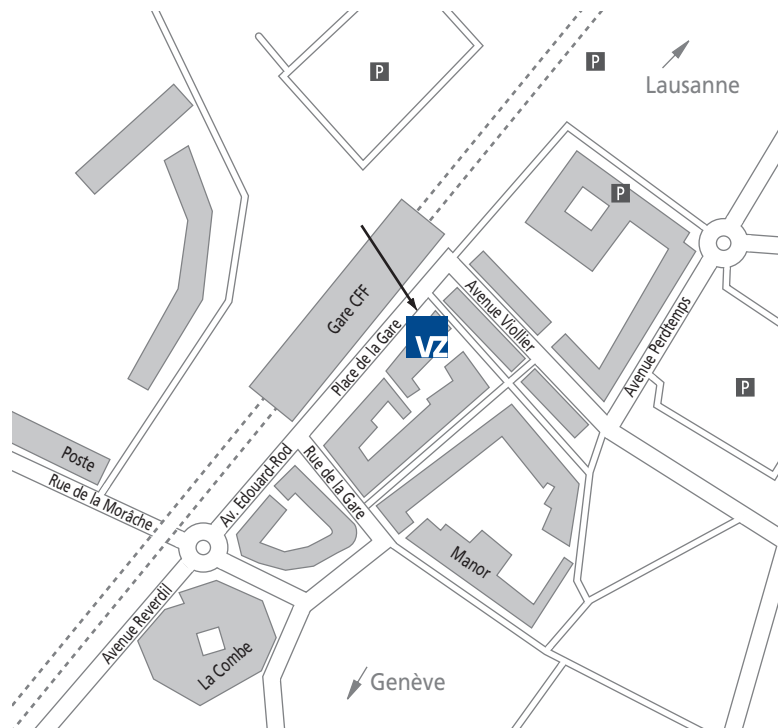 P
P
Lausanne
P
Gare CFF
Avenue Viollier
Place de la Gare
VZ
Avenue Perdtemps
P
Poste
Rue de la Morâche
Av. Edouard-Rod
Rue de la Gare
Manor
Avenue Reverdil
La Combe
Genève